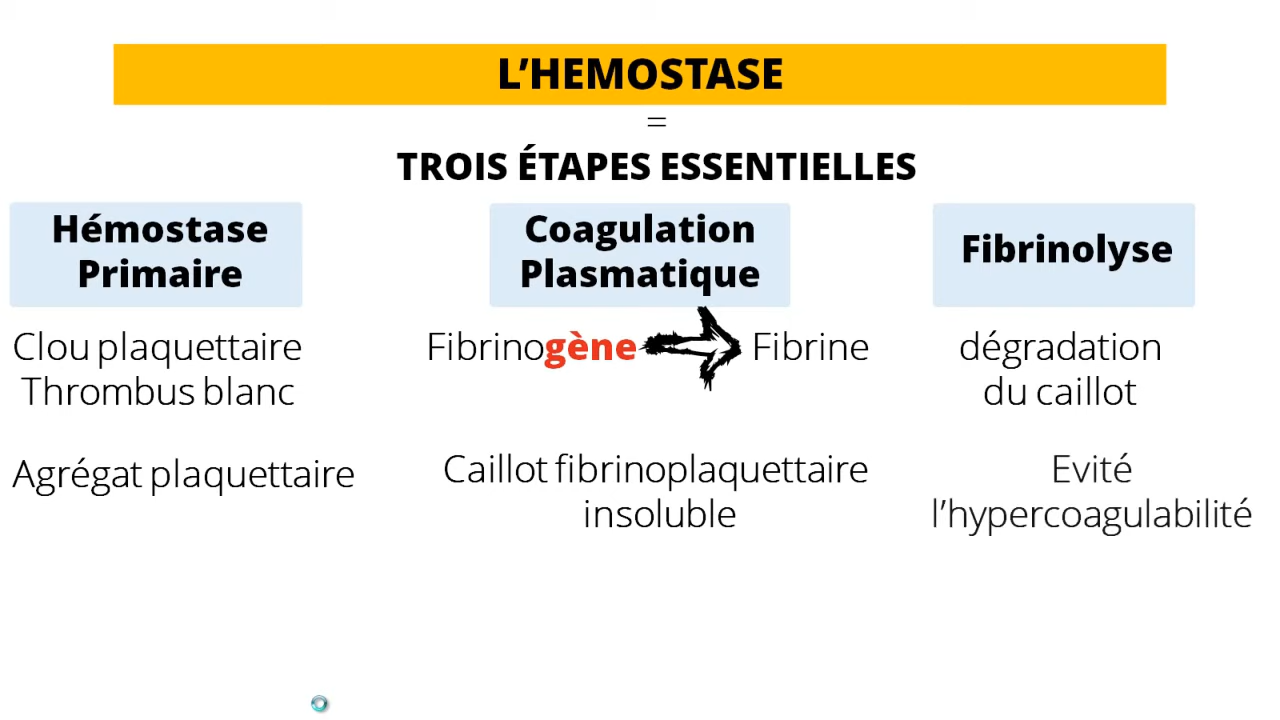 L’HEMOSTASE
=
TROIS ÉTAPES ESSENTIELLES
Hémostase
Primaire
Clou plaquettaire
Thrombus blanc
Agrégat plaquettaire
Coagulation
Plasmatique
Fibrinogène Fibrine
Caillot fibrinoplaquettaire
insoluble
Fibrinolyse
dégradation
du caillot
Evité
l’hypercoagulabilité